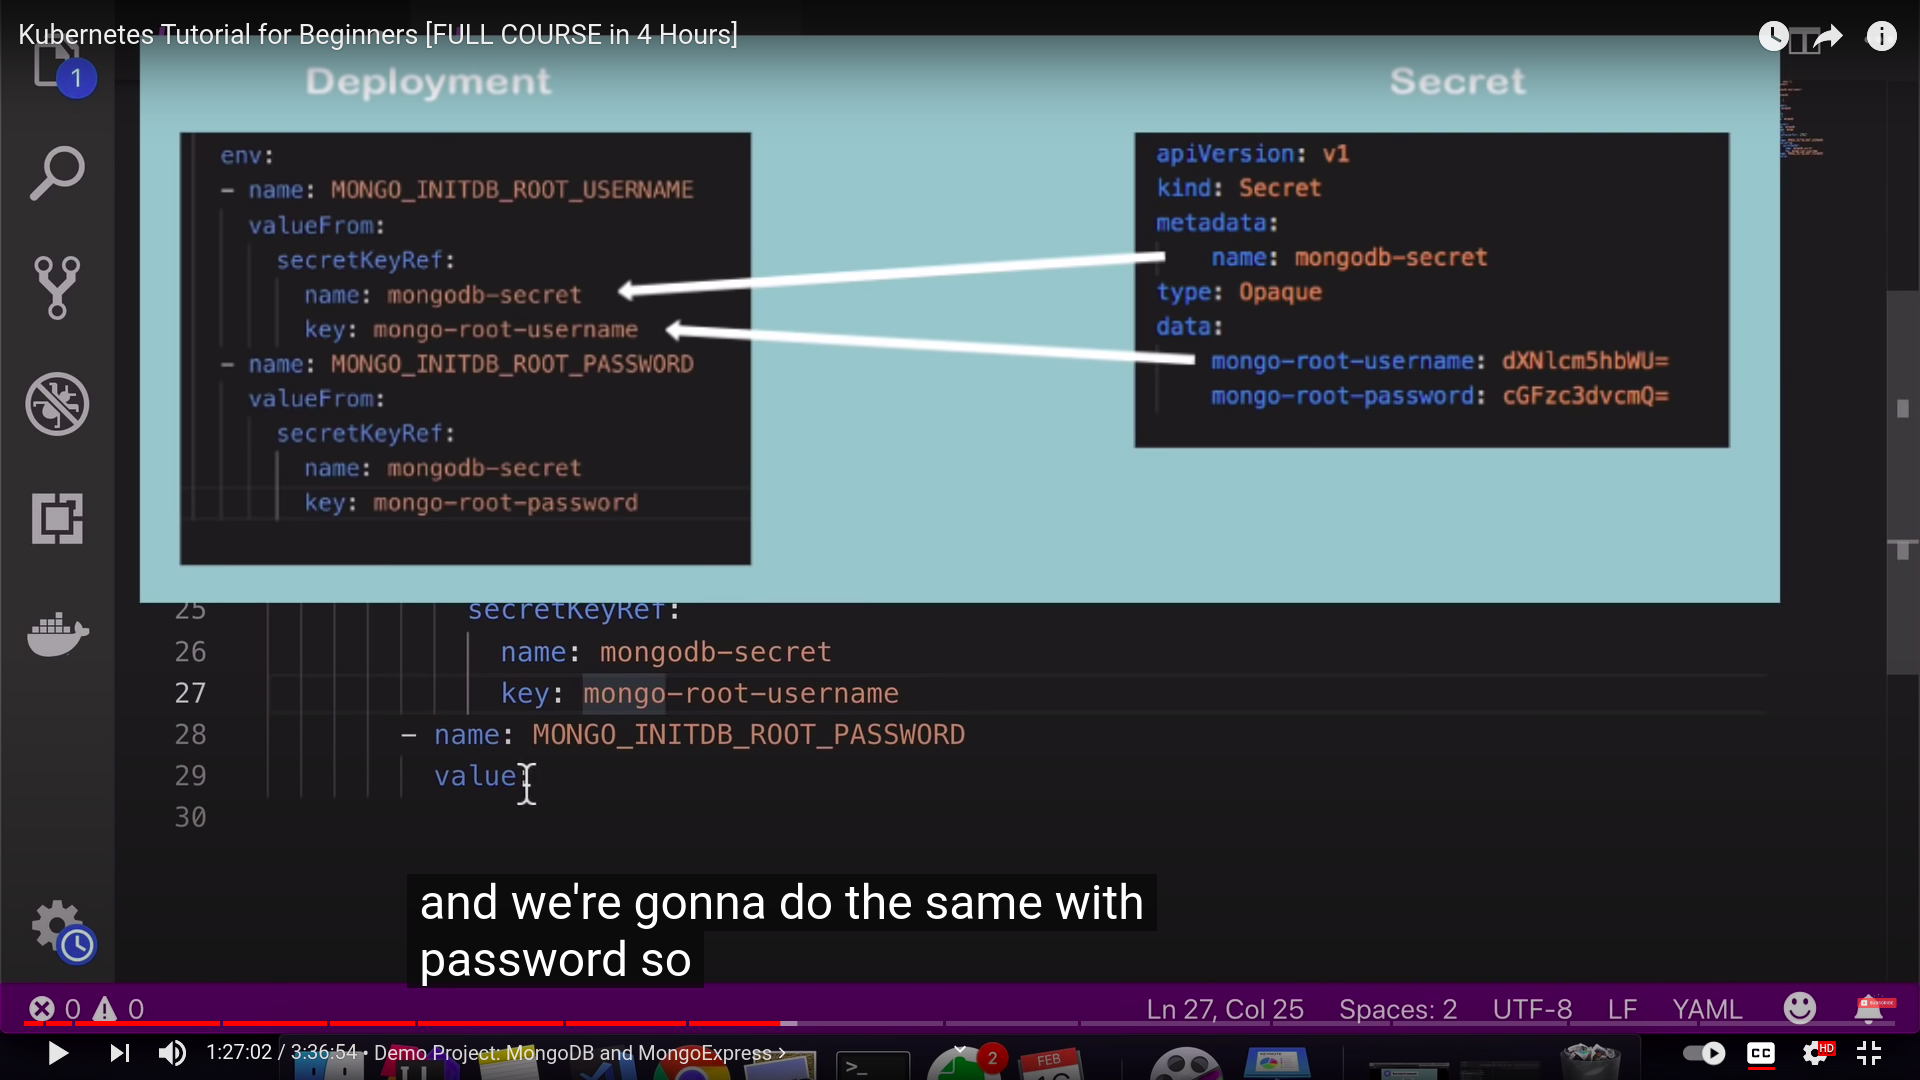 Kubernetes Tutorial for Beginners [FULL COURSE in 4 Hours]
1
Deployment
env:
- name: MONGO_INITDB_ROOT_USERNAME
valueFrom:
secretKeyRef:
name: mongodb-secret
key: mongo-root-username
- name: MONGO_INITDB_ROOT_PASSWORD
valueFrom:
secretKeyRef:
name: mongodb-secret
key: mongo-root-password
Secret
apiVersion: v1
kind: Secret
metadata:
name: mongodb-secret
type: Opaque
data:
mongo-root-username: dXNlcm5hbWU=
mongo-root-password: cGFzc3dvcmQ=
25 secretKeyRef:
26 name: mongodb-secret
27 key: mongo-root-username
28 - name: MONGO_INITDB_ROOT_PASSWORD
29 value:
30
and we're gonna do the same with
password so
0 0 Ln 27, Col 25 Spaces: 2 UTF-8 LF YAML
1:27:02 / 3:36:54 • Demo Project: MongoDB and MongoExpress
>_
2
FEB
CC
HD